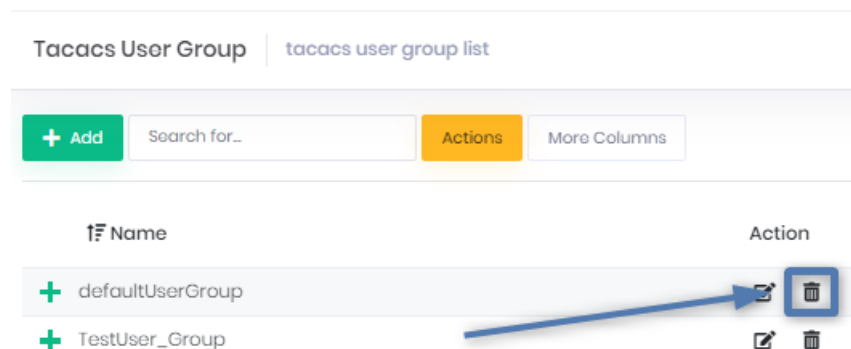 Tacacs User Group tacacs user group list
Add Search for... Actions More Columns
Name Action
defaultUserGroup
TestUser_Group